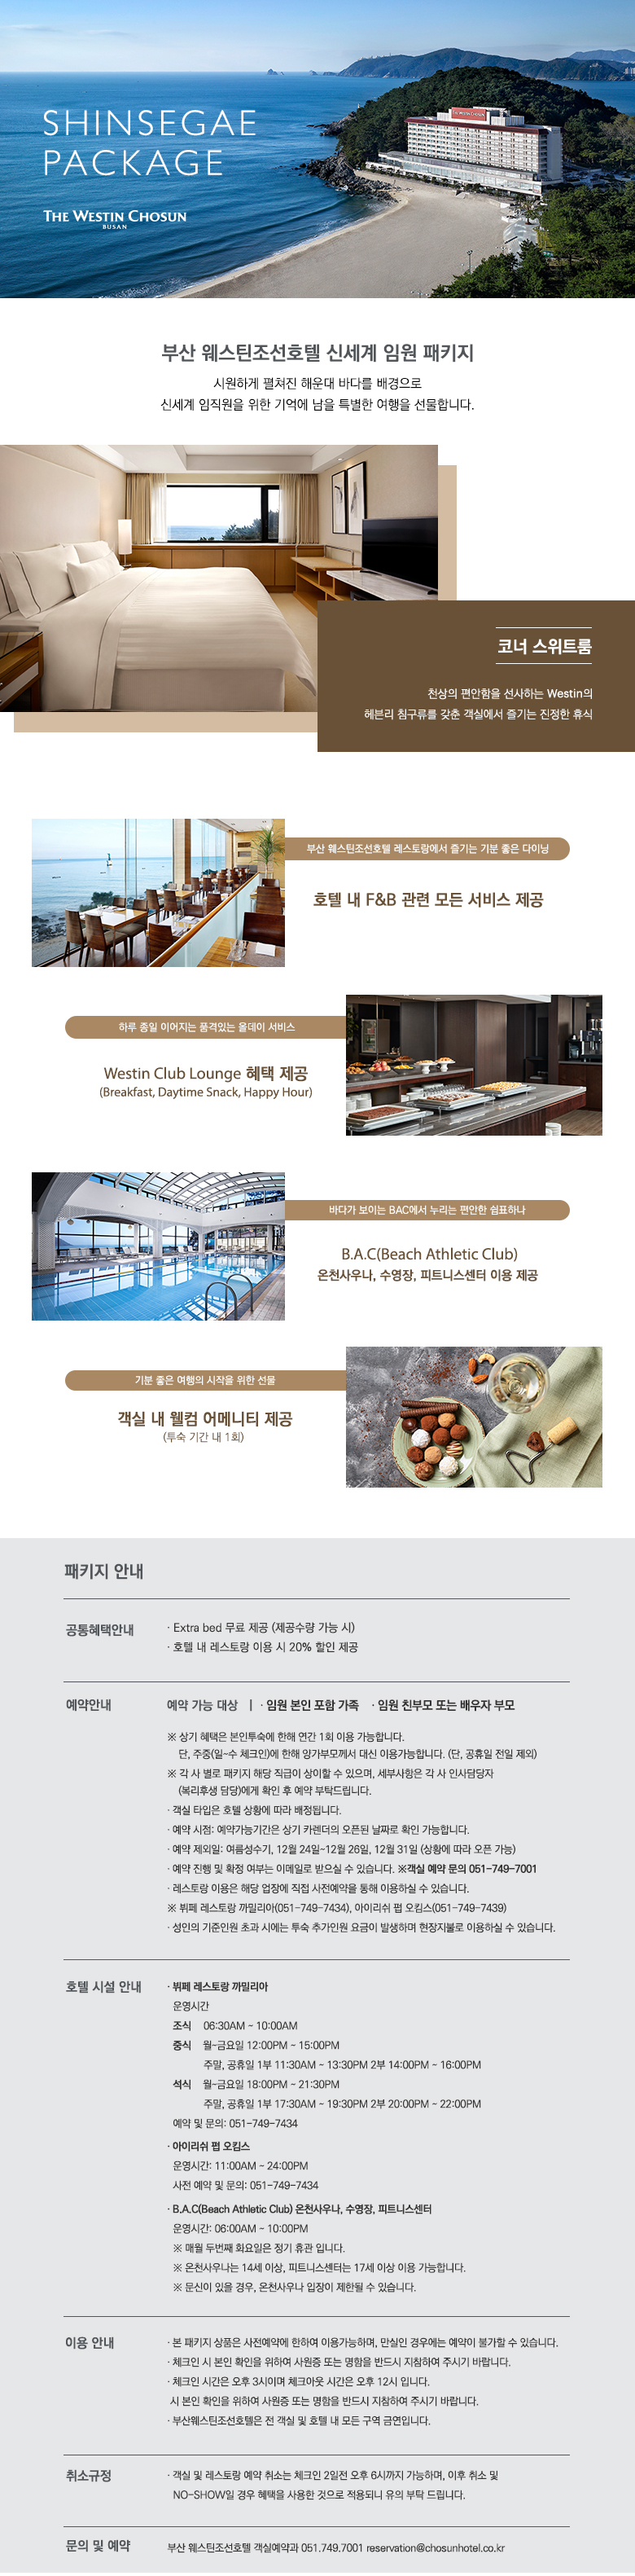 SHINSEGAE
PACKAGE
THE WESTIN CHOSUN
BUSAN
부산 웨스틴조선호텔 신세계 임원 패키지
시원하게 펼쳐진 해운대 바다를 배경으로
신세계 임직원을 위한 기억에 남을 특별한 여행을 선물합니다.
코너 스위트룸
천상의 편안함을 선사하는 Westin의
헤븐리 침구류를 갖춘 객실에서 즐기는 진정한 휴식
부산 웨스틴조선호텔 레스토랑에서 즐기는 기분 좋은 다이닝
호텔 내 F&B 관련 모든 서비스 제공
하루 종일 이어지는 품격있는 올데이 서비스
Westin Club Lounge 혜택 제공
(Breakfast, Daytime Snack, Happy Hour)
바다가 보이는 BAC에서 누리는 편안한 쉼표하나
B.A.C(Beach Athletic Club)
온천사우나, 수영장, 피트니스센터 이용 제공
기분 좋은 여행의 시작을 위한 선물
객실 내 웰컴 어메니티 제공
(투숙 기간 내 1회)
패키지 안내
공통혜택안내
· Extra bed 무료 제공 (제공수량 가능 시)
· 호텔 내 레스토랑 이용 시 20% 할인 제공
예약안내
예약 가능 대상 | · 임원 본인 포함 가족 · 임원 친부모 또는 배우자 부모
※ 상기 혜택은 본인투숙에 한해 연간 1회 이용 가능합니다.
단, 주중(일~수 체크인)에 한해 양가부모께서 대신 이용가능합니다. (단, 공휴일 전일 제외)
※ 각 사 별로 패키지 해당 직급이 상이할 수 있으며, 세부사항은 각 사 인사담당자
(복리후생 담당)에게 확인 후 예약 부탁드립니다.
· 객실 타입은 호텔 상황에 따라 배정됩니다.
· 예약 시점: 예약가능기간은 상기 카렌더의 오픈된 날짜로 확인 가능합니다.
· 예약 제외일: 여름성수기, 12월 24일~12월 26일, 12월 31일 (상황에 따라 오픈 가능)
· 예약 진행 및 확정 여부는 이메일로 받으실 수 있습니다. ※객실 예약 문의 051-749-7001
· 레스토랑 이용은 해당 업장에 직접 사전예약을 통해 이용하실 수 있습니다.
※ 뷔페 레스토랑 까밀리아(051-749-7434), 아이리쉬 펍 오킴스(051-749-7439)
· 성인의 기준인원 초과 시에는 투숙 추가인원 요금이 발생하며 현장지불로 이용하실 수 있습니다.
호텔 시설 안내
· 뷔페 레스토랑 까밀리아
운영시간
조식 06:30AM ~ 10:00AM
중식 월~금요일 12:00PM ~ 15:00PM
주말, 공휴일 1부 11:30AM ~ 13:30PM 2부 14:00PM ~ 16:00PM
석식 월~금요일 18:00PM ~ 21:30PM
주말, 공휴일 1부 17:30AM ~ 19:30PM 2부 20:00PM ~ 22:00PM
예약 및 문의: 051-749-7434
· 아이리쉬 펍 오킴스
운영시간: 11:00AM ~ 24:00PM
사전 예약 및 문의: 051-749-7434
· B.A.C(Beach Athletic Club) 온천사우나, 수영장, 피트니스센터
운영시간: 06:00AM ~ 10:00PM
※ 매월 두번째 화요일은 정기 휴관 입니다.
※ 온천사우나는 14세 이상, 피트니스센터는 17세 이상 이용 가능합니다.
※ 문신이 있을 경우, 온천사우나 입장이 제한될 수 있습니다.
이용 안내
· 본 패키지 상품은 사전예약에 한하여 이용가능하며, 만실인 경우에는 예약이 불가할 수 있습니다.
· 체크인 시 본인 확인을 위하여 사원증 또는 명함을 반드시 지참하여 주시기 바랍니다.
· 체크인 시간은 오후 3시이며 체크아웃 시간은 오후 12시 입니다.
시 본인 확인을 위하여 사원증 또는 명함을 반드시 지참하여 주시기 바랍니다.
· 부산웨스틴조선호텔은 전 객실 및 호텔 내 모든 구역 금연입니다.
취소규정
· 객실 및 레스토랑 예약 취소는 체크인 2일전 오후 6시까지 가능하며, 이후 취소 및
NO-SHOW일 경우 혜택을 사용한 것으로 적용되니 유의 부탁 드립니다.
문의 및 예약
부산 웨스틴조선호텔 객실예약과 051.749.7001 reservation@chosunhotel.co.kr